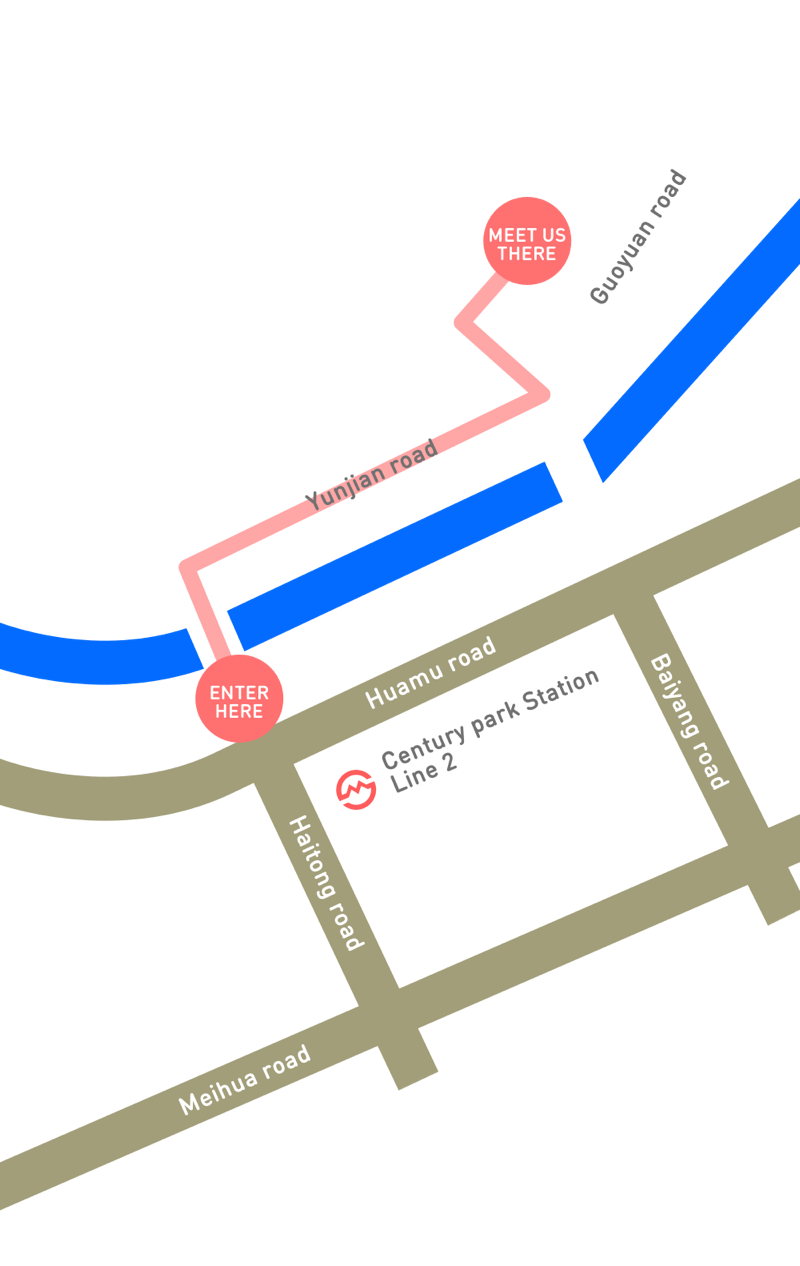 MEET US
THERE
Guoyuan road
Yunjian road
ENTER
HERE
Huamu road
Century park Station
Line 2
Baiyang road
Haitong road
Meihua road